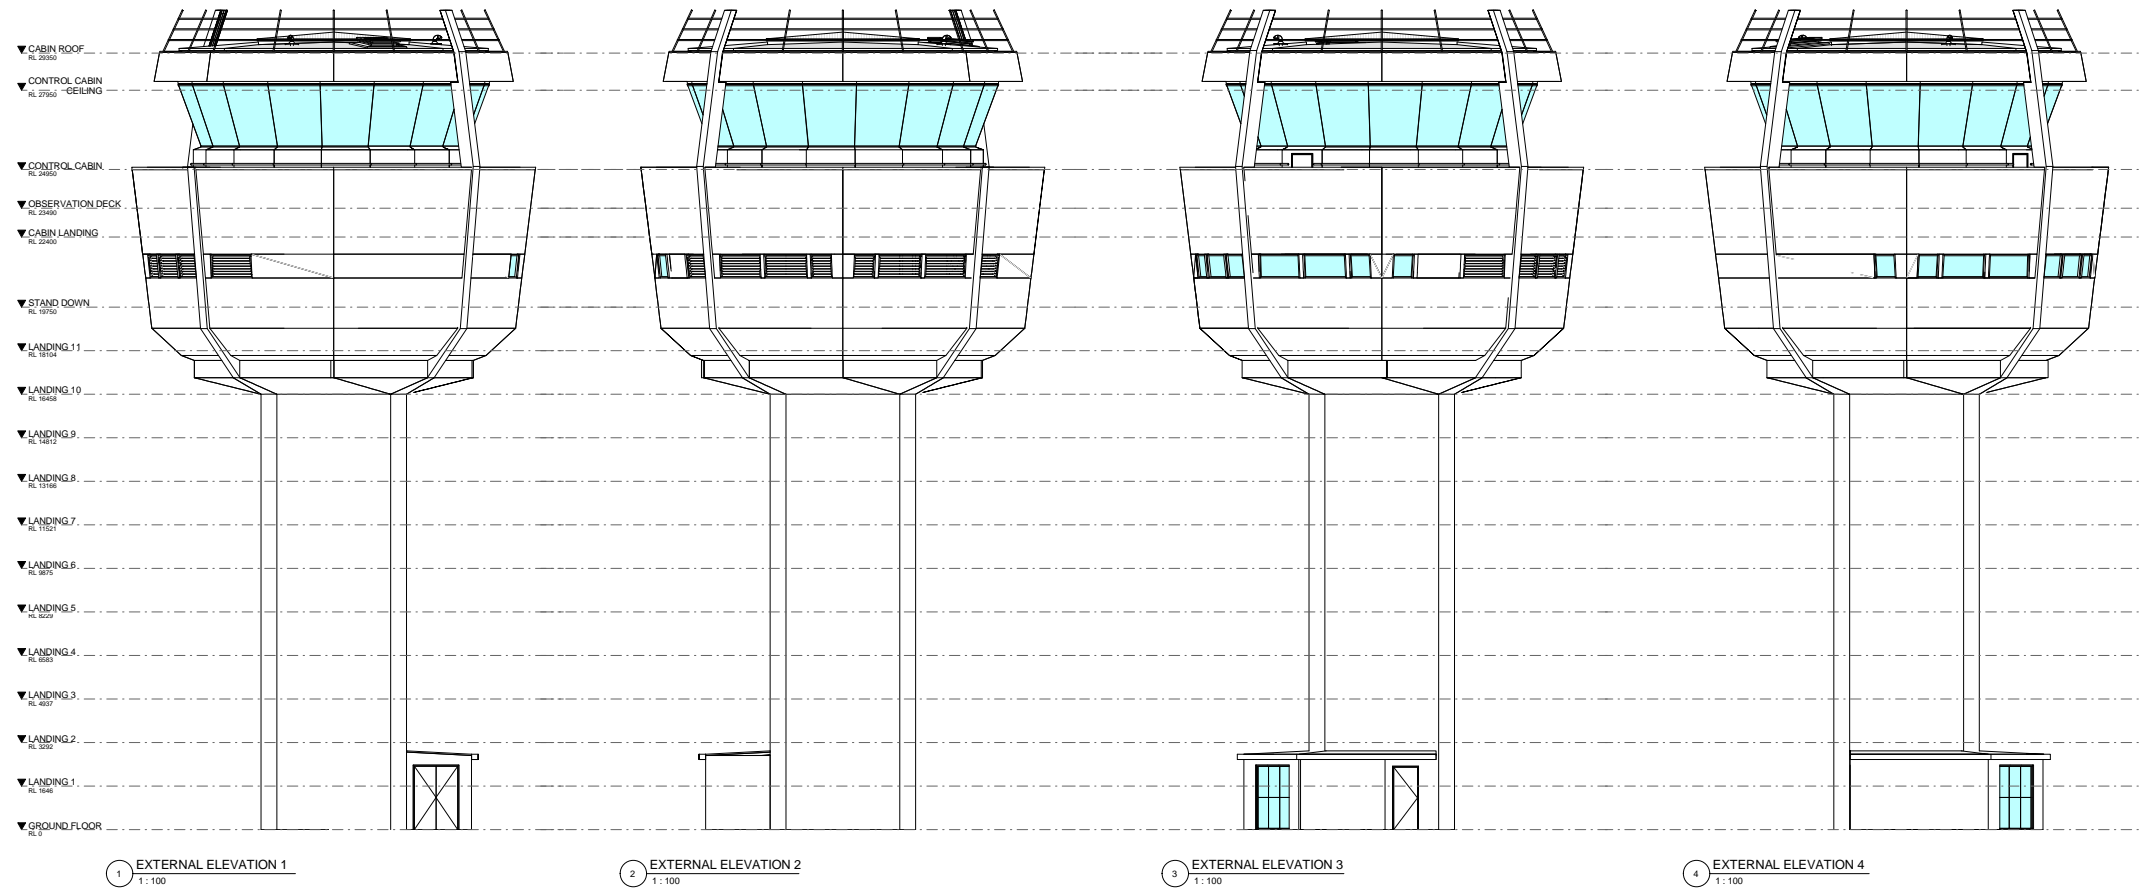 CABIN ROOF
RL 29350
CONTROL CABIN
CEILING
RL 27950
CONTROL CABIN
RL 24950
OBSERVATION DECK
RL 23490
CABIN LANDING
RL 22400
STAND DOWN
RL 19750
LANDING 11
RL 18104
LANDING 10
RL 16458
LANDING 9
RL 14812
LANDING 8
RL 13166
LANDING 7
RL 11521
LANDING 6
RL 9875
LANDING 5
RL 8229
LANDING 4
RL 6583
LANDING 3
RL 4937
LANDING 2
RL 3292
LANDING 1
RL 1646
GROUND FLOOR
RL 0
1 EXTERNAL ELEVATION 1
1 : 100
2 EXTERNAL ELEVATION 2
1 : 100
3 EXTERNAL ELEVATION 3
1 : 100
4 EXTERNAL ELEVATION 4
1 : 100